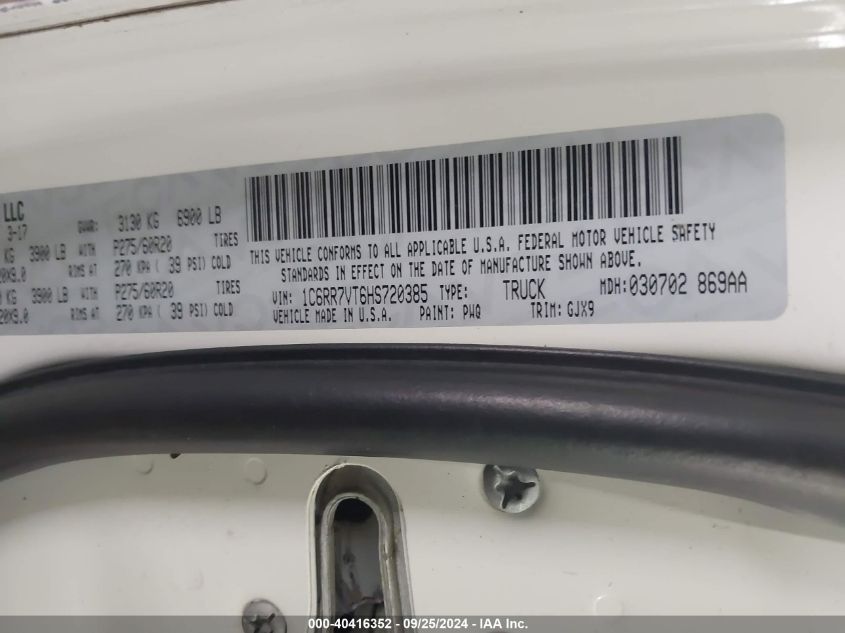 LLC
3-17 GVWR: 3130 KG 6900 LB
KG 3900 LB WITH P275/60R20 TIRES
20X9.0 RIMS AT 270 KPA ( 39 PSI) COLD
KG 3900 LB WITH P275/60R20 TIRES
20X9.0 RIMS AT 270 KPA ( 39 PSI) COLD
THIS VEHICLE CONFORMS TO ALL APPLICABLE U.S.A. FEDERAL MOTOR VEHICLE SAFETY
STANDARDS IN EFFECT ON THE DATE OF MANUFACTURE SHOWN ABOVE.
VIN: 1C6RR7VT6HS720385 TYPE: TRUCK MDH: 030702 869AA
VEHICLE MADE IN U.S.A. PAINT: PWQ TRIM: GJX9
000-40416352 - 09/25/2024 - IAA Inc.